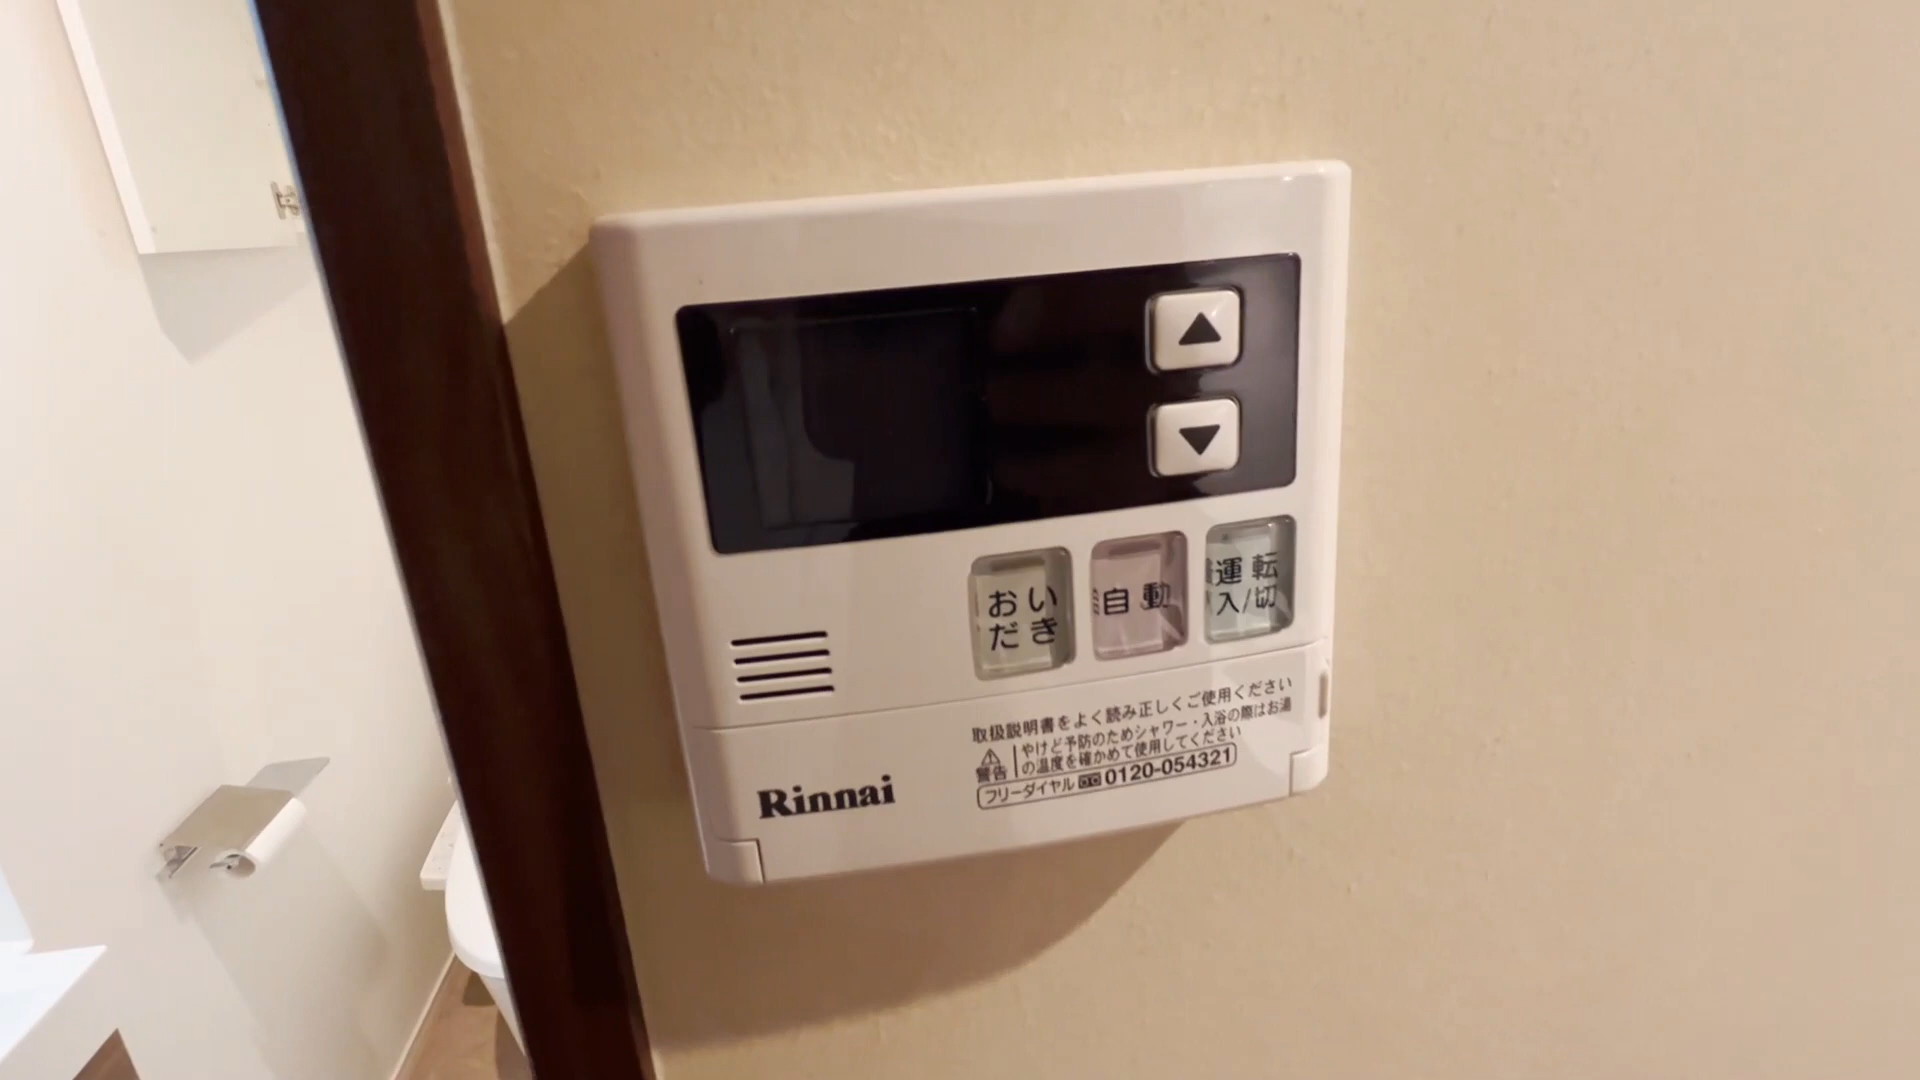 おい
だき
自動
運転
入/切
取扱説明書をよく読み正しくご使用ください
警告
やけど予防のためシャワー・入浴の際はお湯
の温度を確かめて使用してください
フリーダイヤル 0120-054321
Rinnai